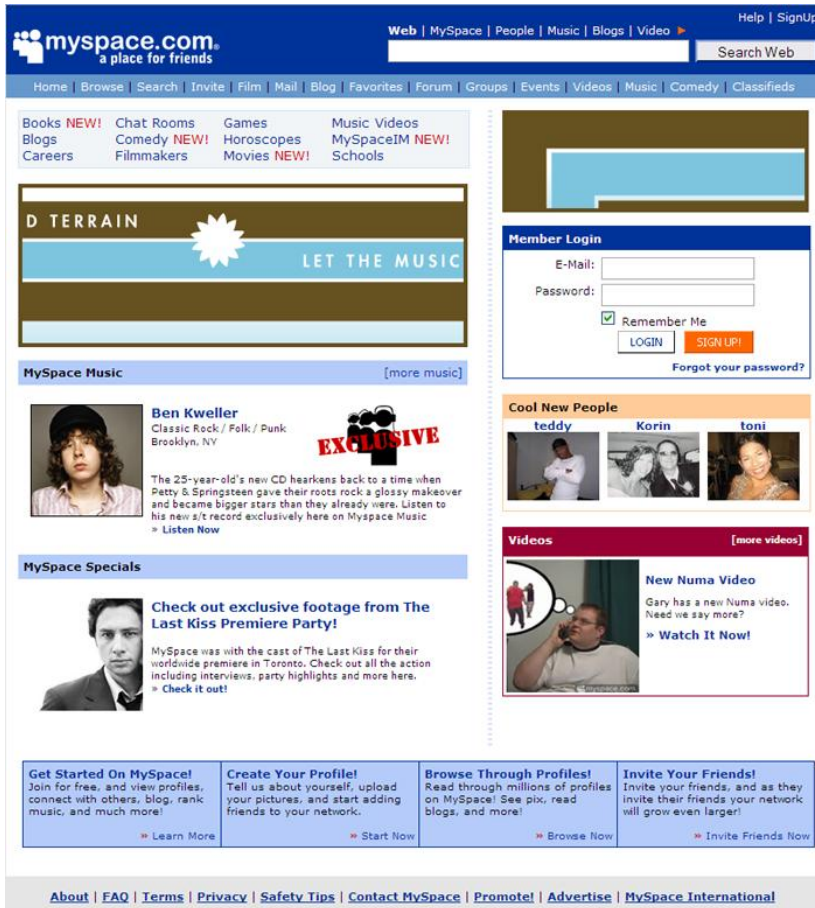 Help | SignUp
myspace.com®
a place for friends
Web | MySpace | People | Music | Blogs | Video
Search Web
Home | Browse | Search | Invite | Film | Mail | Blog | Favorites | Forum | Groups | Events | Videos | Music | Comedy | Classifieds
Books NEW! Chat Rooms Games Music Videos
Blogs Comedy NEW! Horoscopes MySpaceIM NEW!
Careers Filmmakers Movies NEW! Schools
D TERRAIN
LET THE MUSIC
Member Login
E-Mail:
Password:
Remember Me
LOGIN SIGN UP!
Forgot your password?
MySpace Music [more music]
Ben Kweller
Classic Rock / Folk / Punk
Brooklyn, NY
EXCLUSIVE
The 25-year-old's new CD hearkens back to a time when
Petty & Springsteen gave their roots rock a glossy makeover
and became bigger stars than they already were. Listen to
his new s/t record exclusively here on Myspace Music
» Listen Now
Cool New People
teddy Korin toni
MySpace Specials
Check out exclusive footage from The
Last Kiss Premiere Party!
MySpace was with the cast of The Last Kiss for their
worldwide premiere in Toronto. Check out all the action
including interviews, party highlights and more here.
» Check it out!
Videos [more videos]
New Numa Video
Gary has a new Numa video.
Need we say more?
» Watch It Now!
myspace.com
Get Started On MySpace!
Join for free, and view profiles,
connect with others, blog, rank
music, and much more!
» Learn More
Create Your Profile!
Tell us about yourself, upload
your pictures, and start adding
friends to your network.
» Start Now
Browse Through Profiles!
Read through millions of profiles
on MySpace! See pix, read
blogs, and more!
» Browse Now
Invite Your Friends!
Invite your friends, and as they
invite their friends your network
will grow even larger!
» Invite Friends Now
About | FAQ | Terms | Privacy | Safety Tips | Contact MySpace | Promote! | Advertise | MySpace International